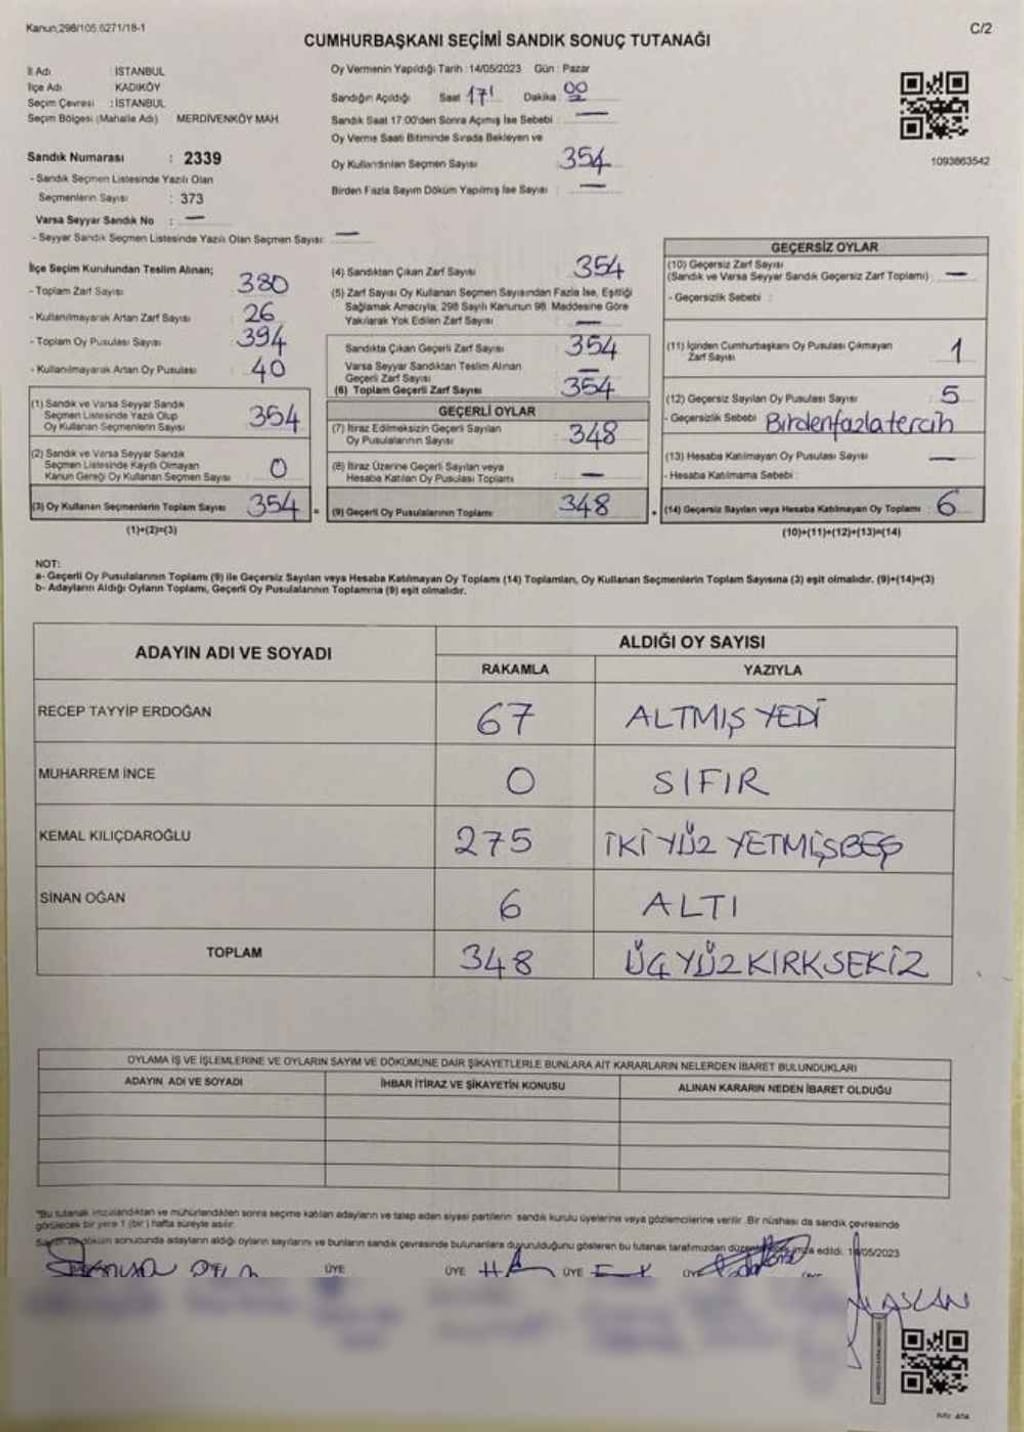 Kanun,298/105.6271/18-1
C/2
CUMHURBAŞKANI SEÇİMİ SANDIK SONUÇ TUTANAĞI
İl Adı : İSTANBUL
İlçe Adı : KADIKÖY
Seçim Çevresi : İSTANBUL
Seçim Bölgesi (Mahalle Adı) MERDİVENKÖY MAH
Sandık Numarası : 2339
- Sandık Seçmen Listesinde Yazılı Olan
Seçmenlerin Sayısı : 373
Varsa Seyyar Sandık No : —
- Seyyar Sandık Seçmen Listesinde Yazılı Olan Seçmen Sayısı: —
Oy Vermenin Yapıldığı Tarih : 14/05/2023 Gün : Pazar
Sandığın Açıldığı Saat 17 Dakika 00
Sandık Saat 17:00'den Sonra Açılmış İse Sebebi : —
Oy Verme Saati Bitiminde Sırada Bekleyen ve
Oy Kullandırılan Seçmen Sayısı : 354
Birden Fazla Sayım Döküm Yapılmış İse Sayısı : —
1093863542
İlçe Seçim Kurulundan Teslim Alınan;
- Toplam Zarf Sayısı : 380
- Kullanılmayarak Artan Zarf Sayısı : 26
- Toplam Oy Pusulası Sayısı : 394
- Kullanılmayarak Artan Oy Pusulası : 40
(1) Sandık ve Varsa Seyyar Sandık
Seçmen Listesinde Yazılı Olup
Oy Kullanan Seçmenlerin Sayısı : 354
(2) Sandık ve Varsa Seyyar Sandık
Seçmen Listesinde Kayıtlı Olmayan
Kanun Gereği Oy Kullanan Seçmen Sayısı : 0
(3) Oy Kullanan Seçmenlerin Toplam Sayısı : 354
(1)+(2)=(3)
(4) Sandıktan Çıkan Zarf Sayısı : 354
(5) Zarf Sayısı Oy Kullanan Seçmen Sayısından Fazla İse, Eşitliği
Sağlamak Amacıyla; 298 Sayılı Kanunun 98. Maddesine Göre
Yakılarak Yok Edilen Zarf Sayısı : —
Sandıkta Çıkan Geçerli Zarf Sayısı : 354
Varsa Seyyar Sandıktan Teslim Alınan
Geçerli Zarf Sayısı : —
(6) Toplam Geçerli Zarf Sayısı : 354
GEÇERLİ OYLAR
(7) İtiraz Edilmeksizin Geçerli Sayılan
Oy Pusulalarının Sayısı : 348
(8) İtiraz Üzerine Geçerli Sayılan veya
Hesaba Katılan Oy Pusulası Toplamı : —
(9) Geçerli Oy Pusulalarının Toplamı : 348
GEÇERSİZ OYLAR
(10) Geçersiz Zarf Sayısı
(Sandık ve Varsa Seyyar Sandık Geçersiz Zarf Toplamı) : —
- Geçersizlik Sebebi :
(11) İçinden Cumhurbaşkanı Oy Pusulası Çıkmayan
Zarf Sayısı : 1
(12) Geçersiz Sayılan Oy Pusulası Sayısı : 5
- Geçersizlik Sebebi : Birdenfazlatercih
(13) Hesaba Katılmayan Oy Pusulası Sayısı : —
- Hesaba Katılmama Sebebi :
(14) Geçersiz Sayılan veya Hesaba Katılmayan Oy Toplamı : 6
(10)+(11)+(12)+(13)=(14)
NOT:
a- Geçerli Oy Pusulalarının Toplamı (9) ile Geçersiz Sayılan veya Hesaba Katılmayan Oy Toplamı (14) Toplamları, Oy Kullanan Seçmenlerin Toplam Sayısına (3) eşit olmalıdır. (9)+(14)=(3)
b- Adayların Aldığı Oyların Toplamı, Geçerli Oy Pusulalarının Toplamına (9) eşit olmalıdır.
ADAYIN ADI VE SOYADI
ALDIĞI OY SAYISI
RAKAMLA YAZIYLA
RECEP TAYYİP ERDOĞAN 67 ALTMIŞ YEDİ
MUHARREM İNCE 0 SIFIR
KEMAL KILIÇDAROĞLU 275 İKİ YÜZ YETMİŞBEŞ
SİNAN OĞAN 6 ALTI
TOPLAM 348 ÜÇ YÜZ KIRKSEKİZ
OYLAMA İŞ VE İŞLEMLERİNE VE OYLARIN SAYIM VE DÖKÜMÜNE DAİR ŞİKAYETLERLE BUNLARA AİT KARARLARIN NELERDEN İBARET BULUNDUKLARI
ADAYIN ADI VE SOYADI İHBAR İTİRAZ VE ŞİKAYETİN KONUSU ALINAN KARARIN NEDEN İBARET OLDUĞU
"Bu tutanak imzalandıktan ve mühürlendikten sonra seçime katılan adayların ve talep eden siyasi partilerin sandık kurulu üyelerine veya gözlemcilerine verilir. Bir nüshası da sandık çevresinde
görülecek bir yere 1 (bir) hafta süreyle asılır.
sonucunda adayların aldığı oyların sayılarını ve bunların sandık çevresinde bulunanlara duyurulduğunu gösteren bu tutanak tarafımızdan edildi.
ÜYE ÜYE ÜYE ÜYE
ASLAN